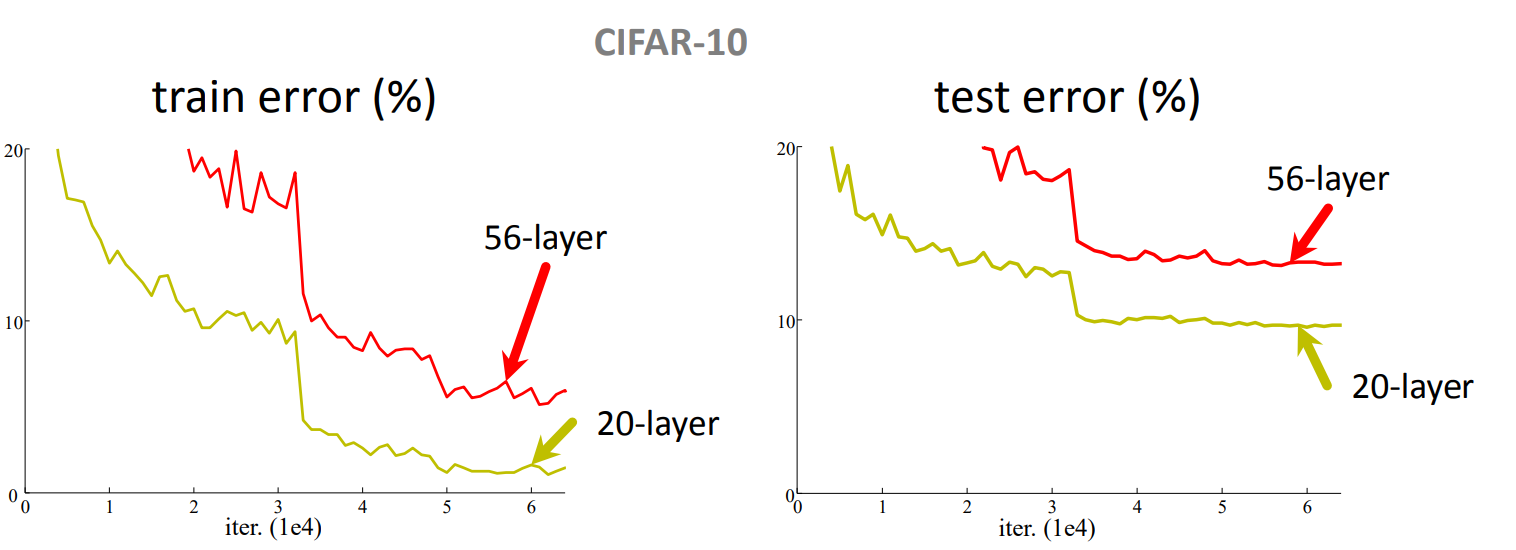 CIFAR-10
train error (%)
20
10
0
0 1 2 3 4 5 6
iter. (1e4)
56-layer
20-layer
test error (%)
20
10
0
0 1 2 3 4 5 6
iter. (1e4)
56-layer
20-layer